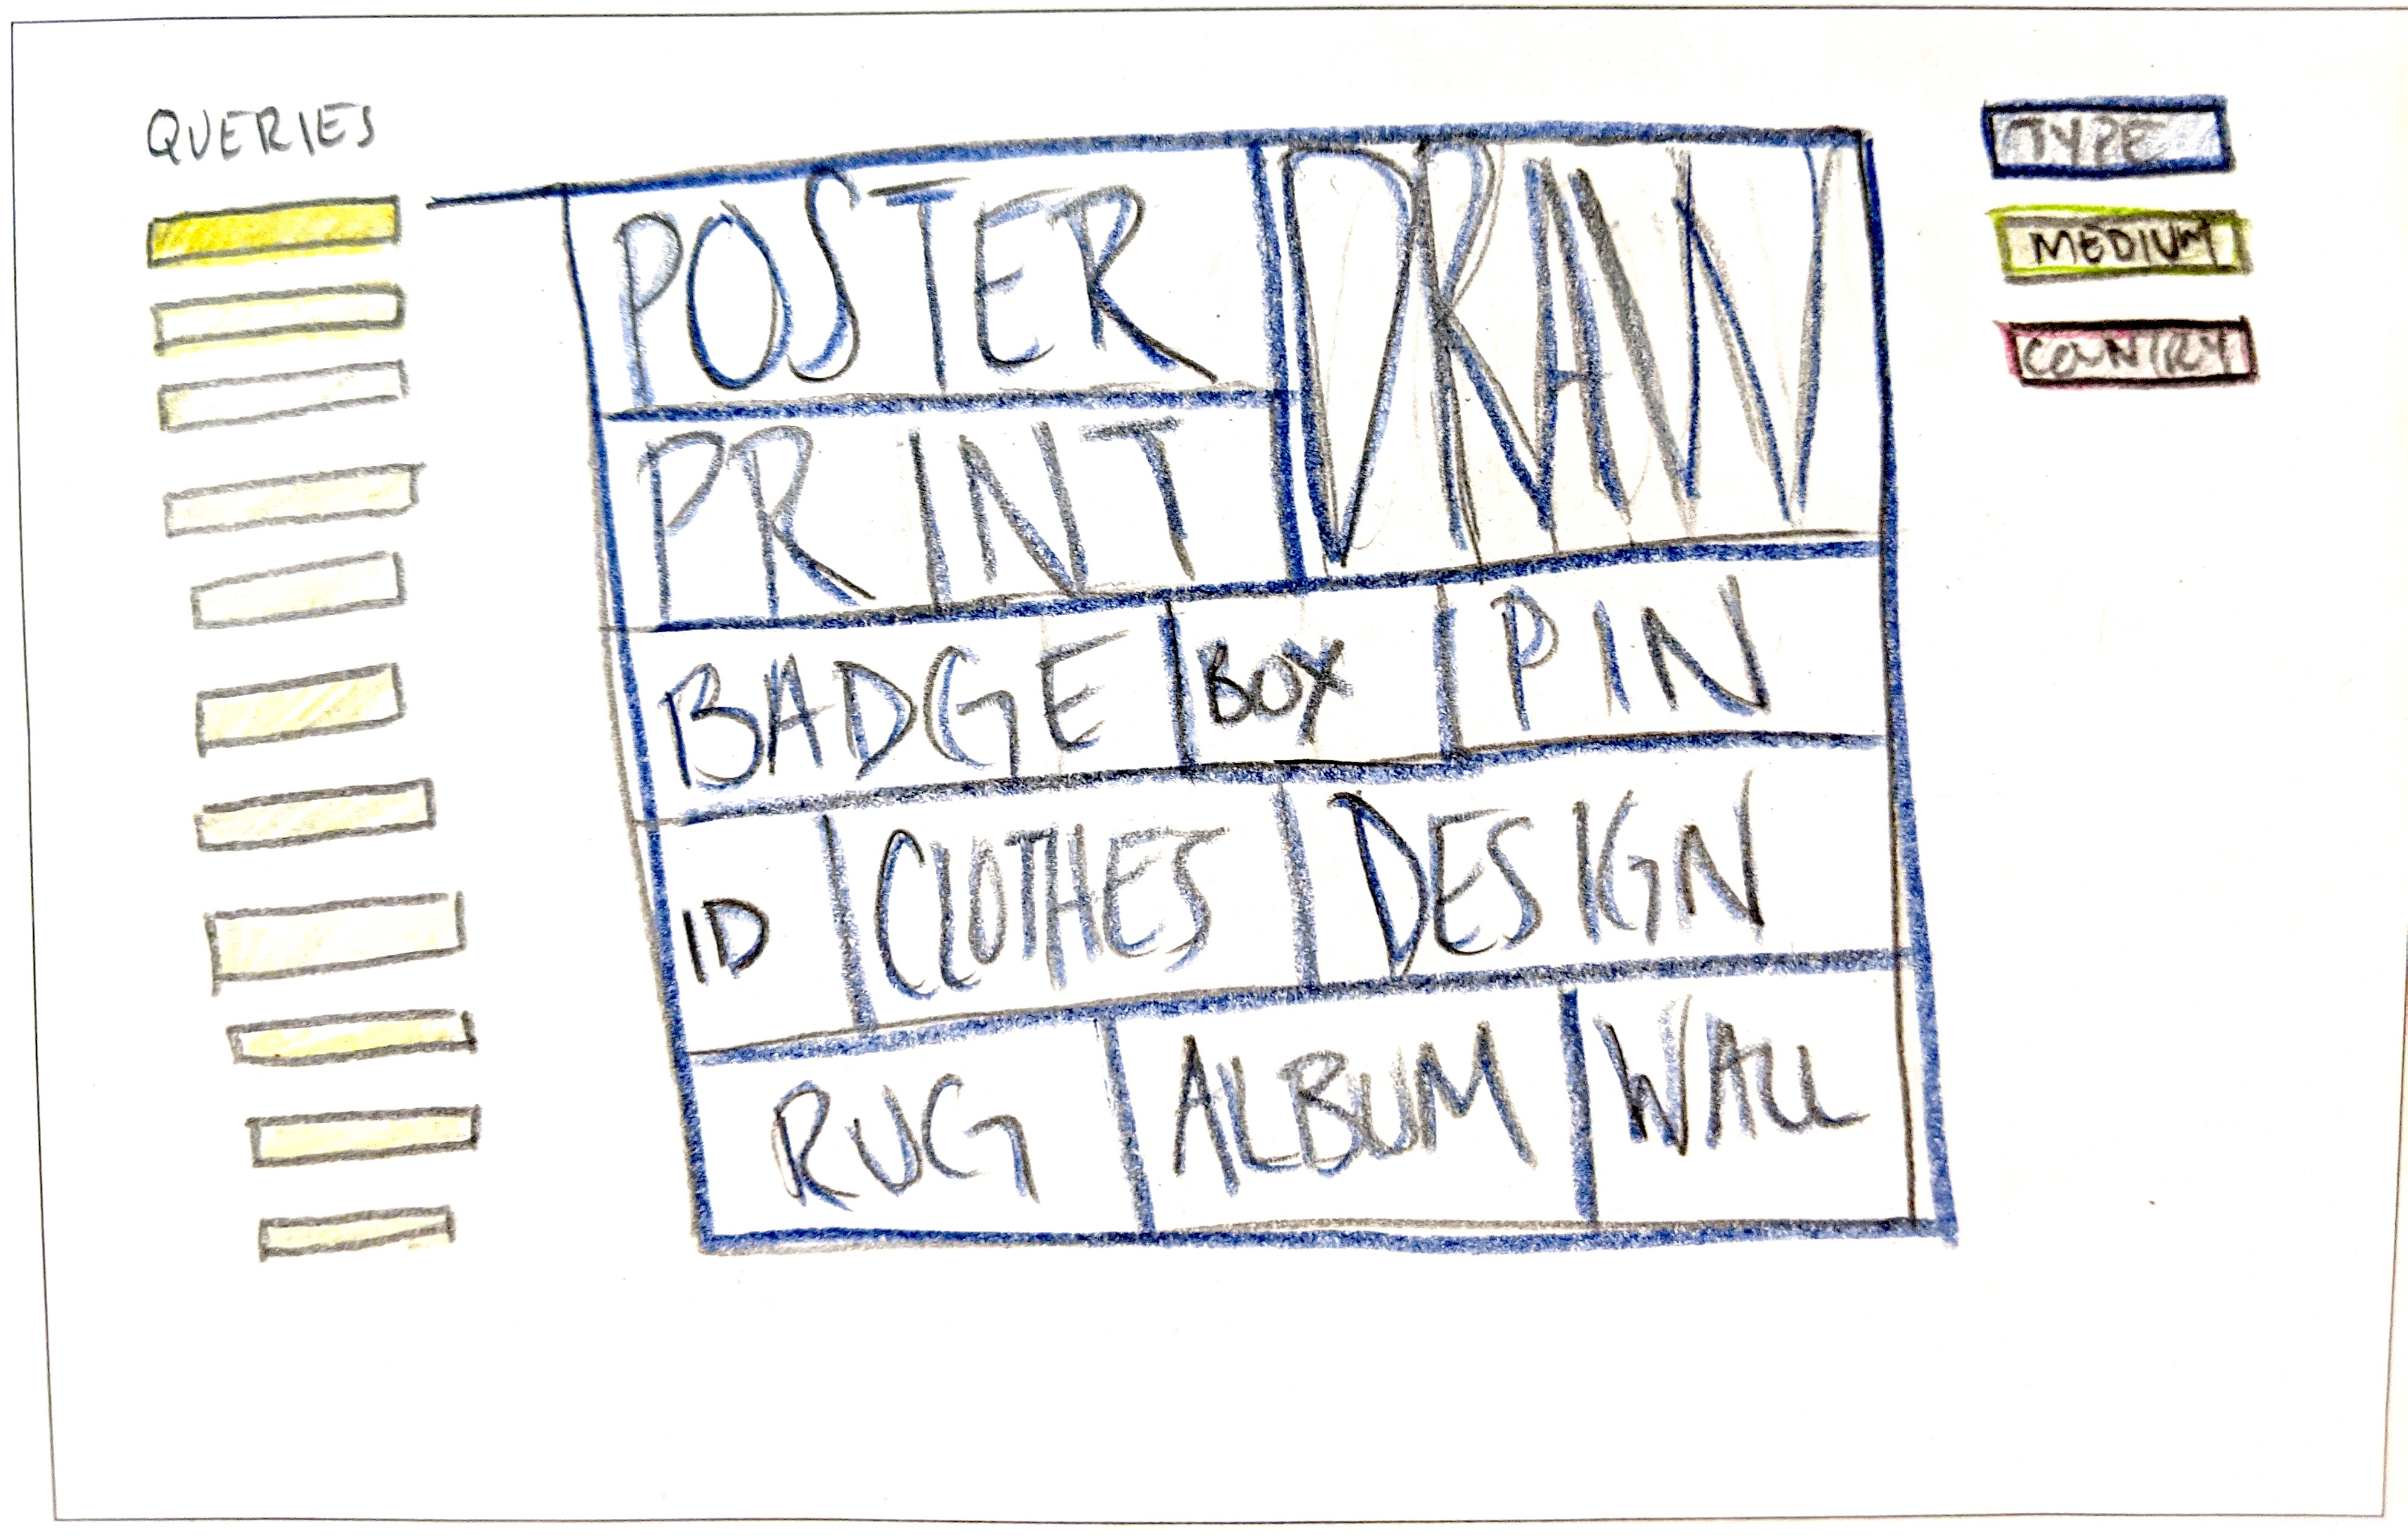 QUERIES
POSTER
DRAW
PRINT
BADGE
BOX
PIN
ID
CLOTHES
DESIGN
RUG
ALBUM
WALL
TYPE
MEDIUM
COUNTRY